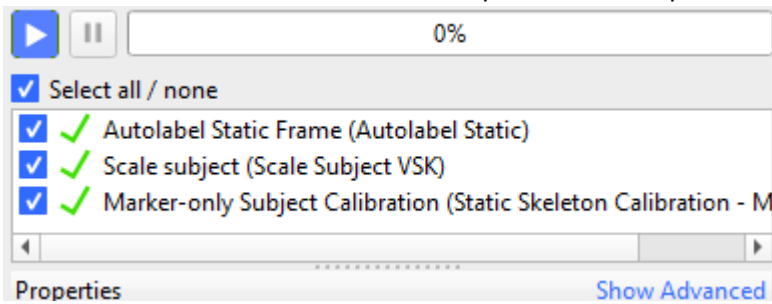 0%
Select all / none
Autolabel Static Frame (Autolabel Static)
Scale subject (Scale Subject VSK)
Marker-only Subject Calibration (Static Skeleton Calibration - M
Properties Show Advanced